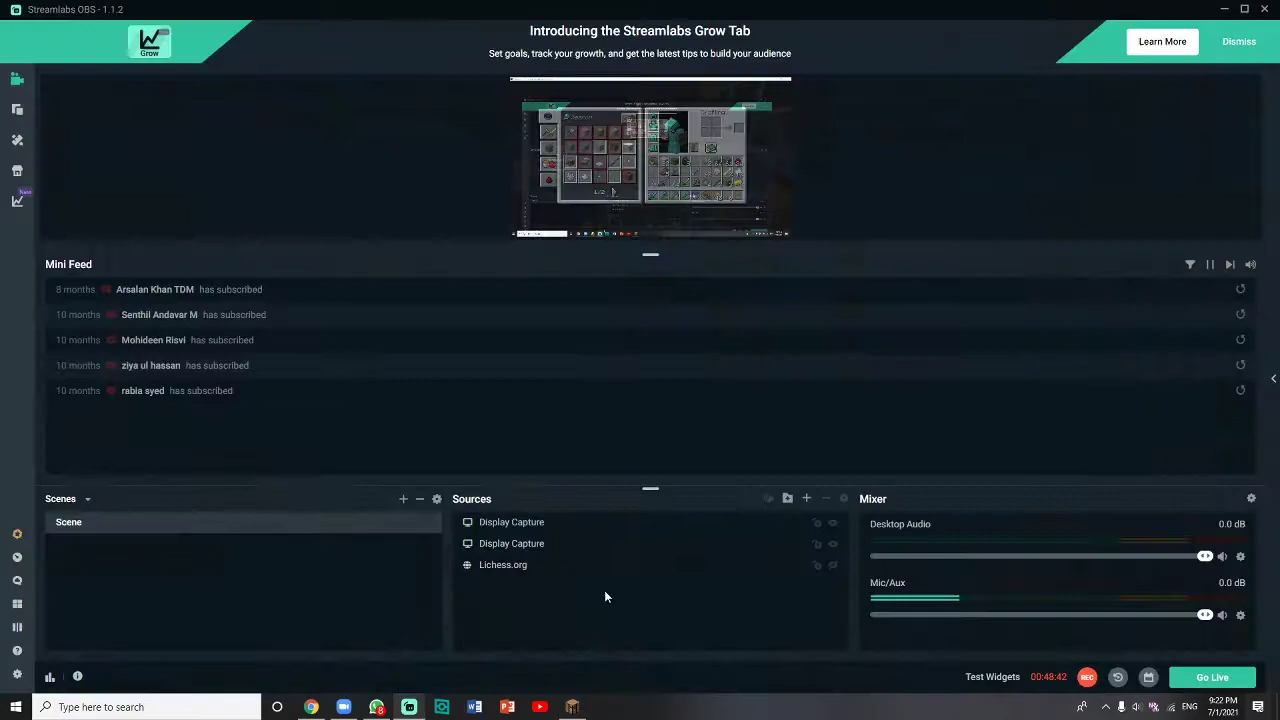 Streamlabs OBS - 1.1.2
Introducing the Streamlabs Grow Tab
Grow
Set goals, track your growth, and get the latest tips to build your audience
Learn More
Dismiss
New
Mini Feed
8 months Arsalan Khan TDM has subscribed
10 months Senthil Andavar M has subscribed
10 months Mohideen Risvi has subscribed
10 months ziya ul hassan has subscribed
10 months rabia syed has subscribed
Scenes
Scene
Sources
Display Capture
Display Capture
Lichess.org
Mixer
Desktop Audio 0.0 dB
Mic/Aux 0.0 dB
Test Widgets 00:48:42 REC Go Live
Type here to search
8
9:22 PM
7/1/2021